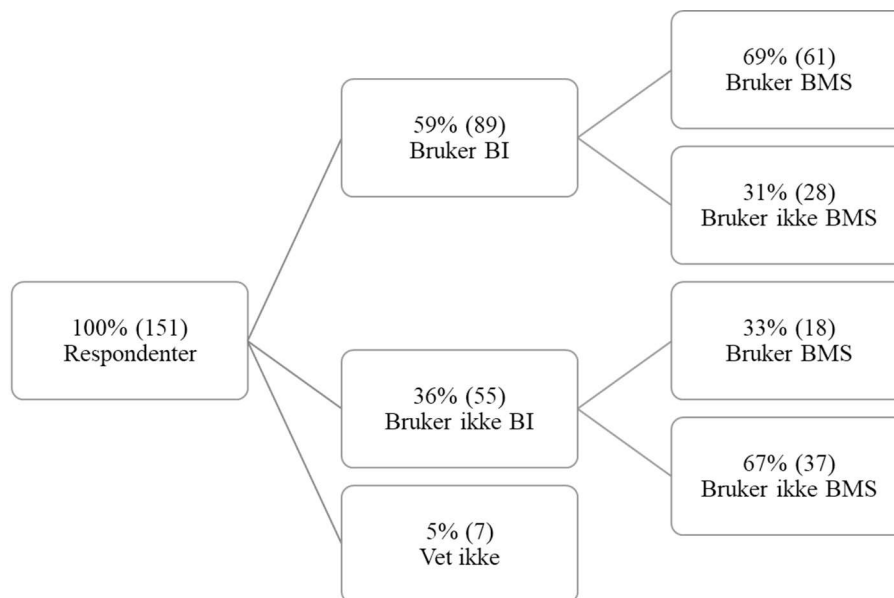 100% (151)
Respondenter
59% (89)
Bruker BI
69% (61)
Bruker BMS
31% (28)
Bruker ikke BMS
36% (55)
Bruker ikke BI
33% (18)
Bruker BMS
67% (37)
Bruker ikke BMS
5% (7)
Vet ikke